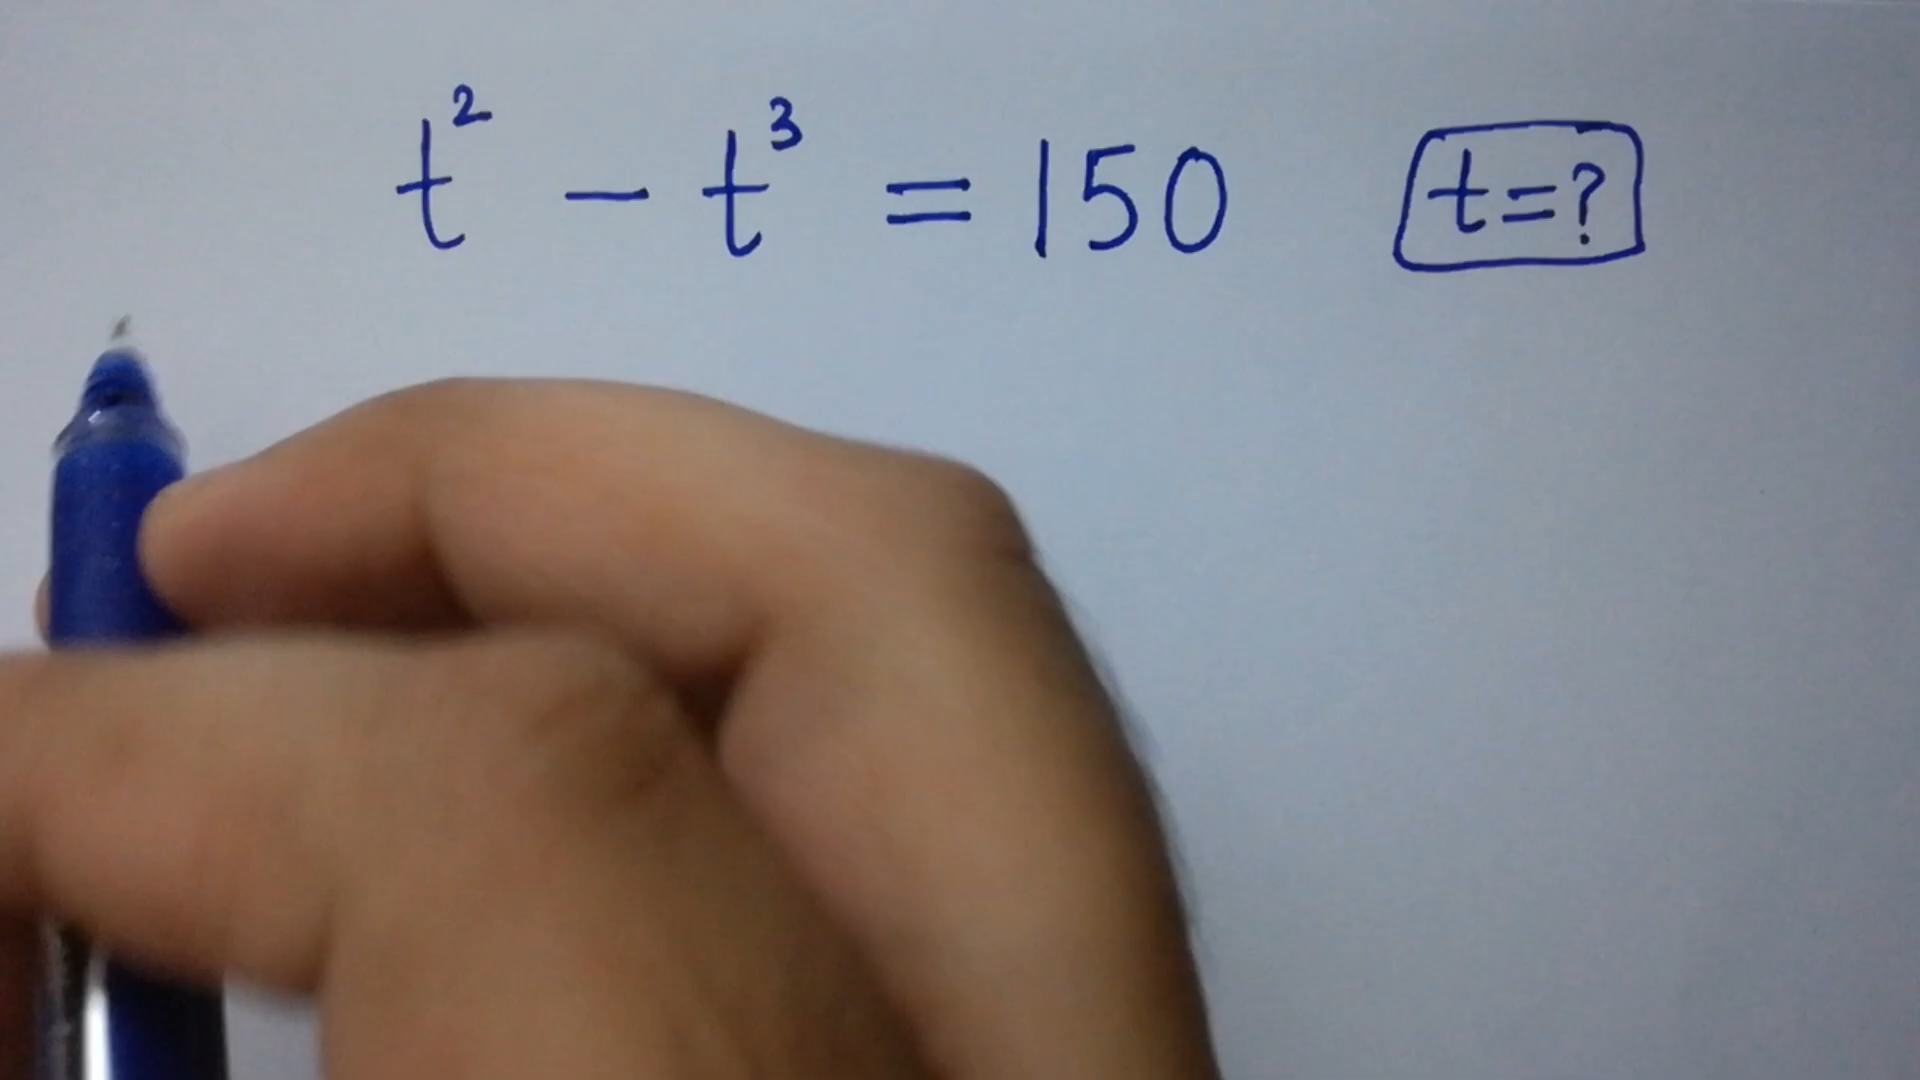 t² - t³ = 150 t=?